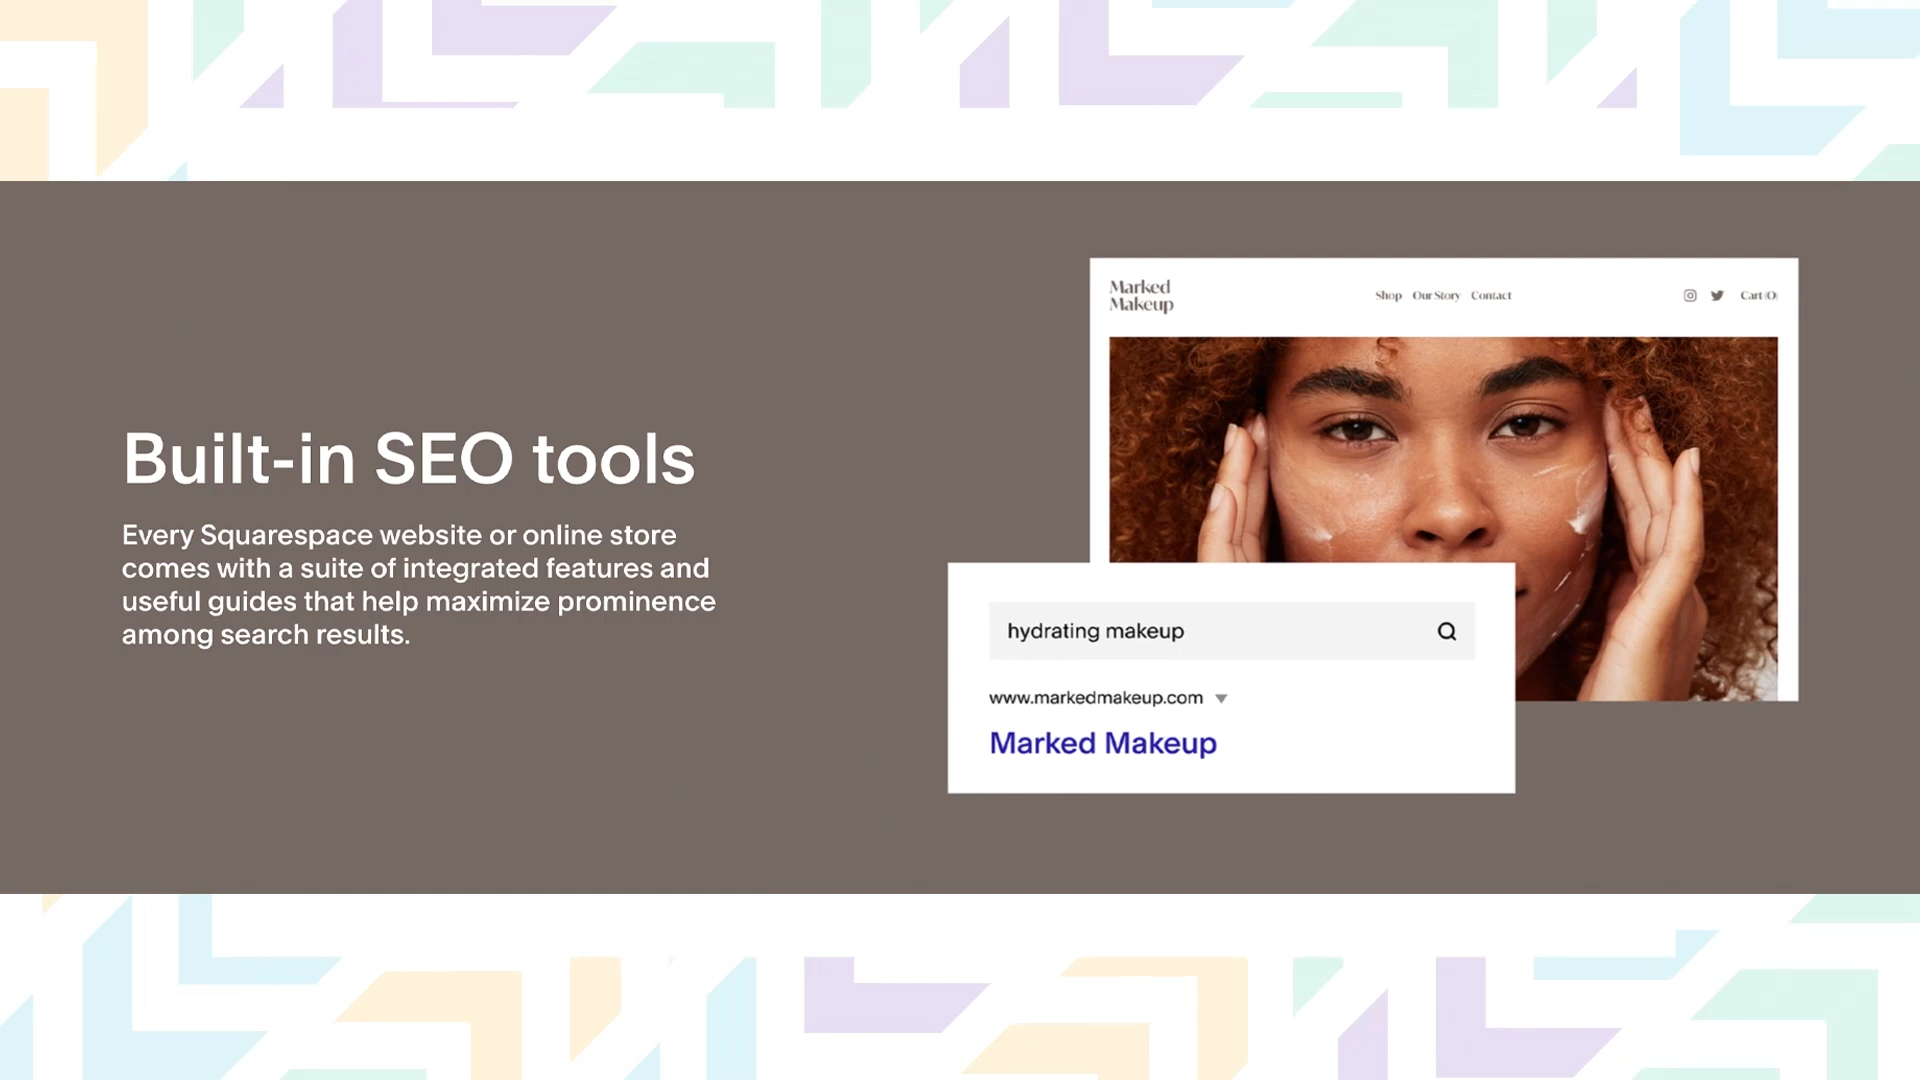 Built-in SEO tools
Every Squarespace website or online store
comes with a suite of integrated features and
useful guides that help maximize prominence
among search results.
Marked
Makeup
Shop Our Story Contact
Cart (0)
hydrating makeup
www.markedmakeup.com
Marked Makeup